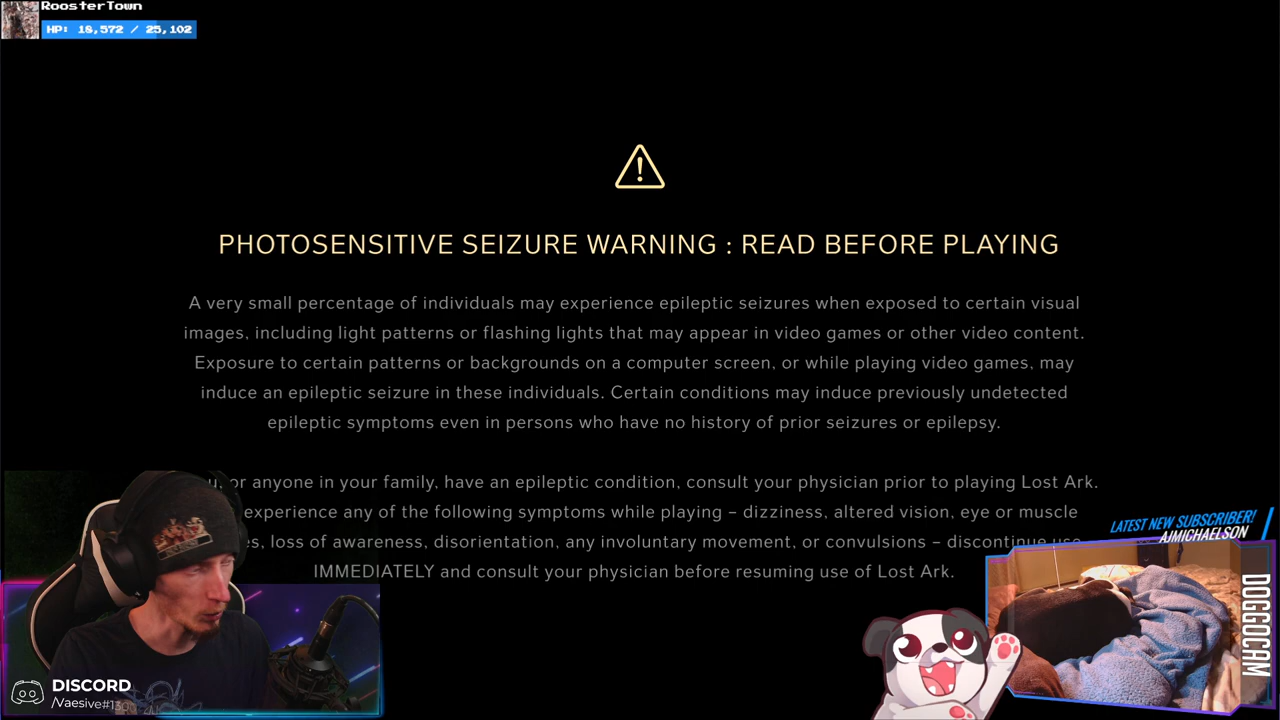 RoosterTown
HP: 18,572 / 25,102
PHOTOSENSITIVE SEIZURE WARNING : READ BEFORE PLAYING
A very small percentage of individuals may experience epileptic seizures when exposed to certain visual
images, including light patterns or flashing lights that may appear in video games or other video content.
Exposure to certain patterns or backgrounds on a computer screen, or while playing video games, may
induce an epileptic seizure in these individuals. Certain conditions may induce previously undetected
epileptic symptoms even in persons who have no history of prior seizures or epilepsy.
or anyone in your family, have an epileptic condition, consult your physician prior to playing Lost Ark.
experience any of the following symptoms while playing – dizziness, altered vision, eye or muscle
loss of awareness, disorientation, any involuntary movement, or convulsions – discontinue use
IMMEDIATELY and consult your physician before resuming use of Lost Ark.
LATEST NEW SUBSCRIBER!
AJMICHAELSON
DOGGOCAM
DISCORD
/Vaesive#1300